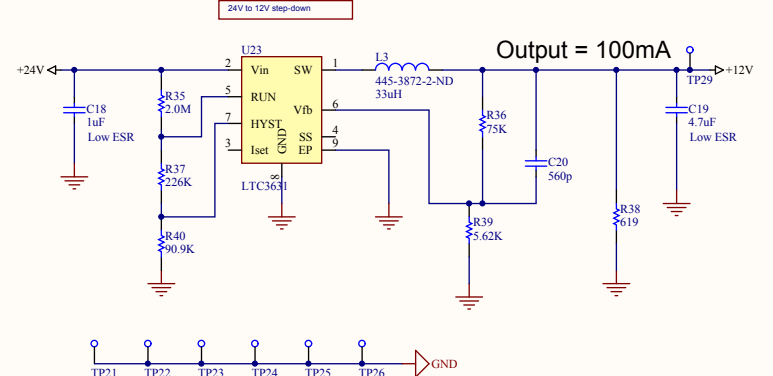 24V to 12V step-down
U23
L3
Output = 100mA
+24V
2
Vin
SW
1
445-3872-2-ND
33uH
TP29
+12V
R35
2.0M
5
RUN
Vfb
6
C18
1uF
Low ESR
7
HYST
GND
SS
4
R36
75K
C19
4.7uF
Low ESR
3
Iset
EP
9
R37
226K
8
LTC3631
C20
560p
R40
90.9K
R39
5.62K
R38
619
TP21
TP22
TP23
TP24
TP25
TP26
GND